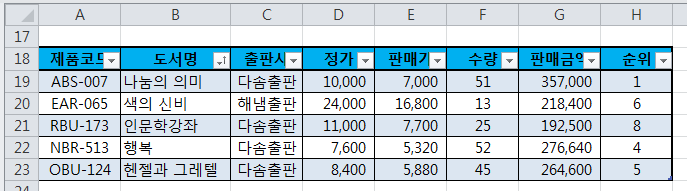 A B C D E F G H
17
18 제품코드 도서명 출판사 정가 판매가 수량 판매금액 순위
19 ABS-007 나눔의 의미 다솜출판 10,000 7,000 51 357,000 1
20 EAR-065 색의 신비 해냄출판 24,000 16,800 13 218,400 6
21 RBU-173 인문학강좌 다솜출판 11,000 7,700 25 192,500 8
22 NBR-513 행복 다솜출판 7,600 5,320 52 276,640 4
23 OBU-124 헨젤과 그레텔 다솜출판 8,400 5,880 45 264,600 5